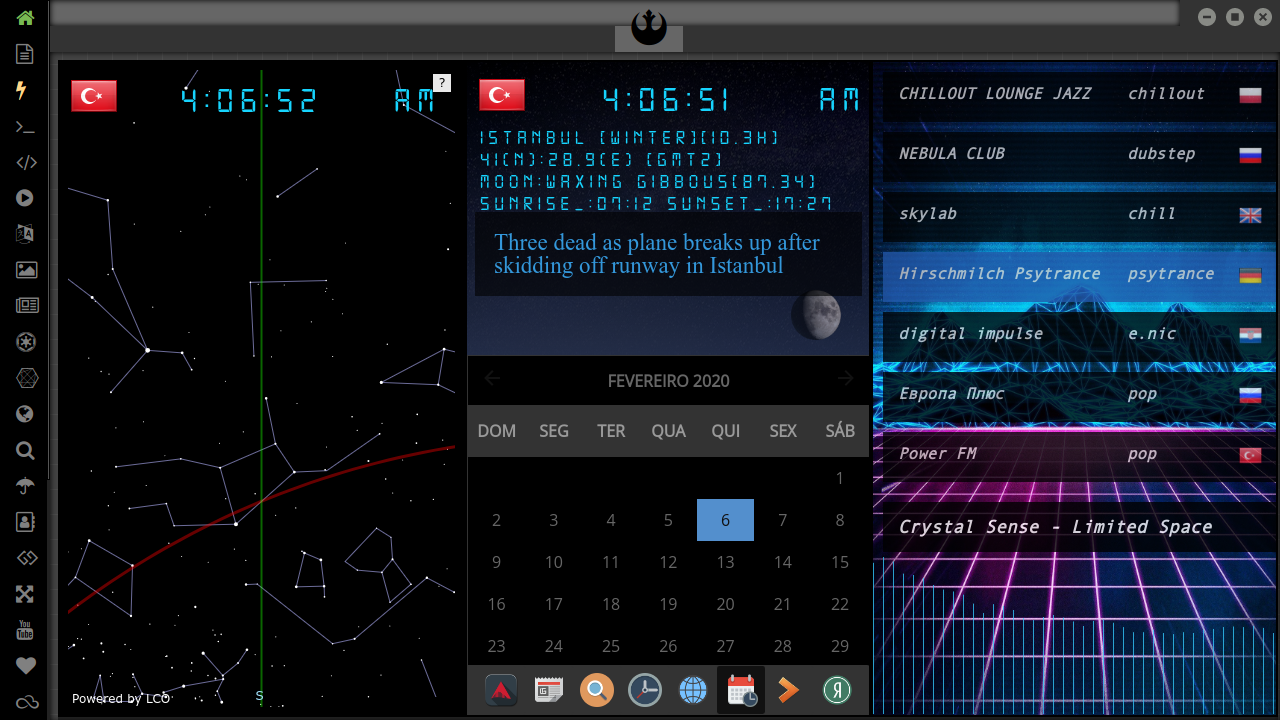 4:06:52 AM
?
Powered by LCO
S
4:06:51 AM
ISTANBUL (WINTER)(10.3H)
41(N):28.9(E) (GMT2)
MOON:WAXING GIBBOUS(87.34)
SUNRISE_:07:12 SUNSET_:17:27
Three dead as plane breaks up after
skidding off runway in Istanbul
FEVEREIRO 2020
DOM SEG TER QUA QUI SEX SÁB
1
2 3 4 5 6 7 8
9 10 11 12 13 14 15
16 17 18 19 20 21 22
23 24 25 26 27 28 29
CHILLOUT LOUNGE JAZZ chillout
NEBULA CLUB dubstep
skylab chill
Hirschmilch Psytrance psytrance
digital impulse e.nic
Европа Плюс pop
Power FM pop
Crystal Sense - Limited Space
You
Tube
Я